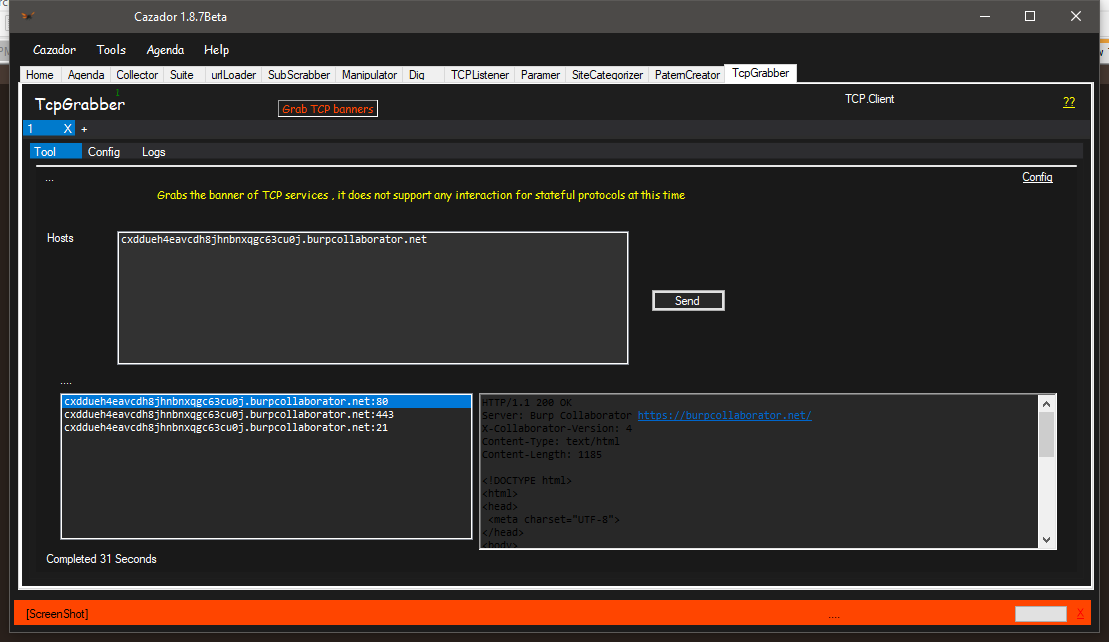 Cazador 1.8.7Beta
Cazador Tools Agenda Help
Home Agenda Collector Suite urlLoader SubScrabber Manipulator Dig TCPListener Paramer SiteCategorizer PaternCreator TcpGrabber
TcpGrabber
Grab TCP banners
TCP.Client
??
1 X +
Tool Config Logs
...
Config
Grabs the banner of TCP services , it does not support any interaction for stateful protocols at this time
Hosts
cxddueh4eavcdh8jhnbnxqgc63cu0j.burpcollaborator.net
Send
....
cxddueh4eavcdh8jhnbnxqgc63cu0j.burpcollaborator.net:80
cxddueh4eavcdh8jhnbnxqgc63cu0j.burpcollaborator.net:443
cxddueh4eavcdh8jhnbnxqgc63cu0j.burpcollaborator.net:21
HTTP/1.1 200 OK
Server: Burp Collaborator https://burpcollaborator.net/
X-Collaborator-Version: 4
Content-Type: text/html
Content-Length: 1185
<!DOCTYPE html>
<html>
<head>
<meta charset="UTF-8">
</head>
<body>
Completed 31 Seconds
[ScreenShot]
....
X